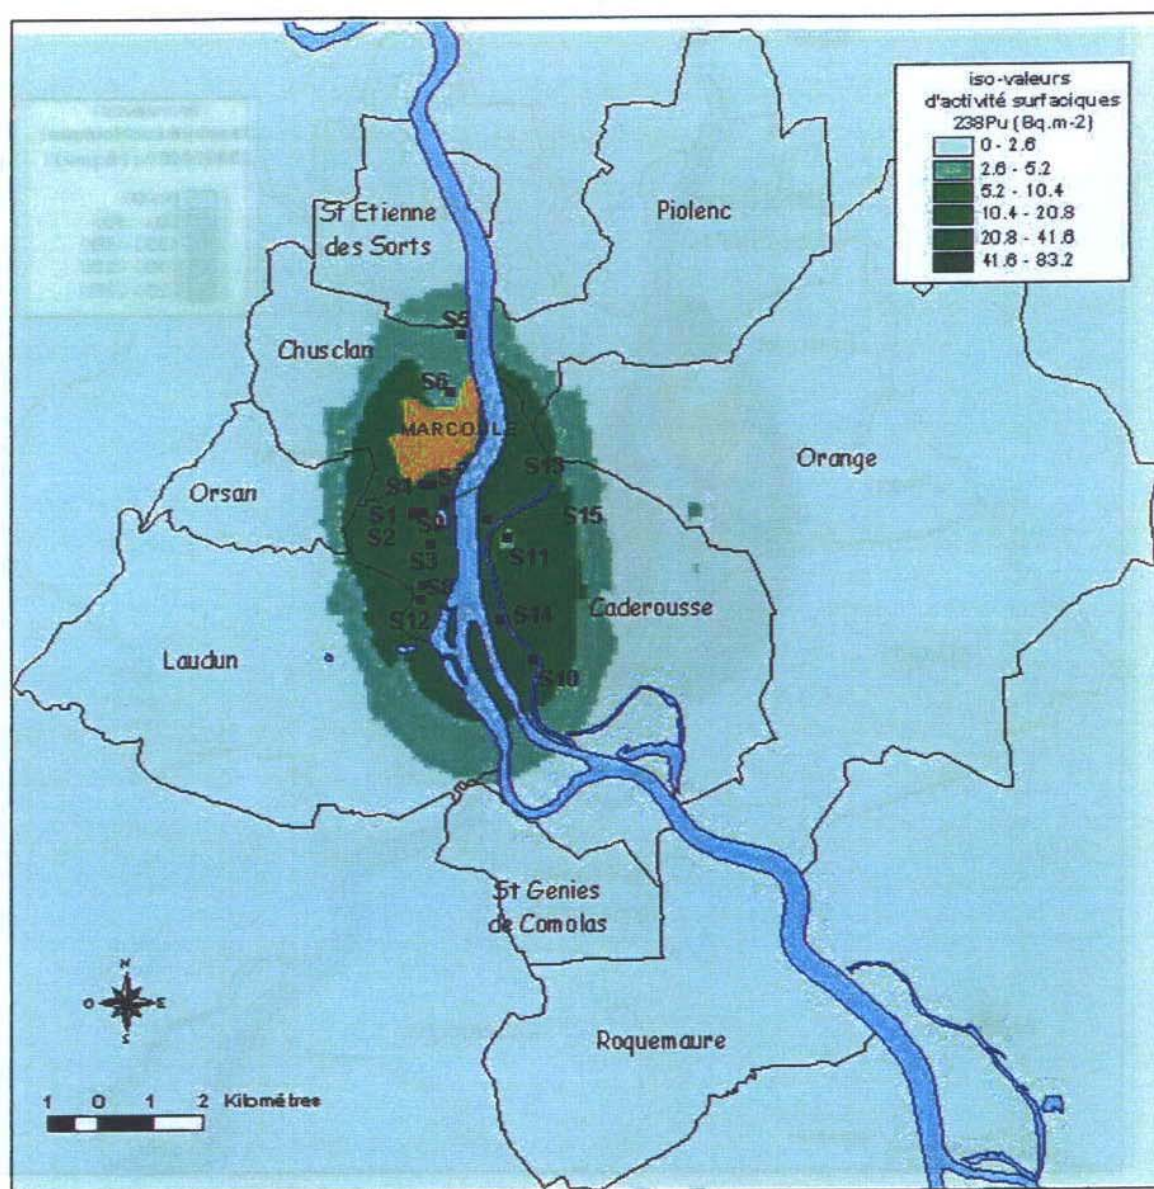 iso-valeurs
d'activité surfaciques
238Pu (Bq.m-2)
0 - 2.6
2.6 - 5.2
5.2 - 10.4
10.4 - 20.8
20.8 - 41.6
41.6 - 83.2
St Etienne
des Sorts
Piolenc
S5
Chusclan
S6
MARCOULE
Orange
S13
Orsan
S4
S1
S15
S2
S3
S11
S8
S12
S14
Caderousse
Laudun
S10
St Genies
de Comolas
N
O E
S
Roquemaure
1 0 1 2 Kilométres